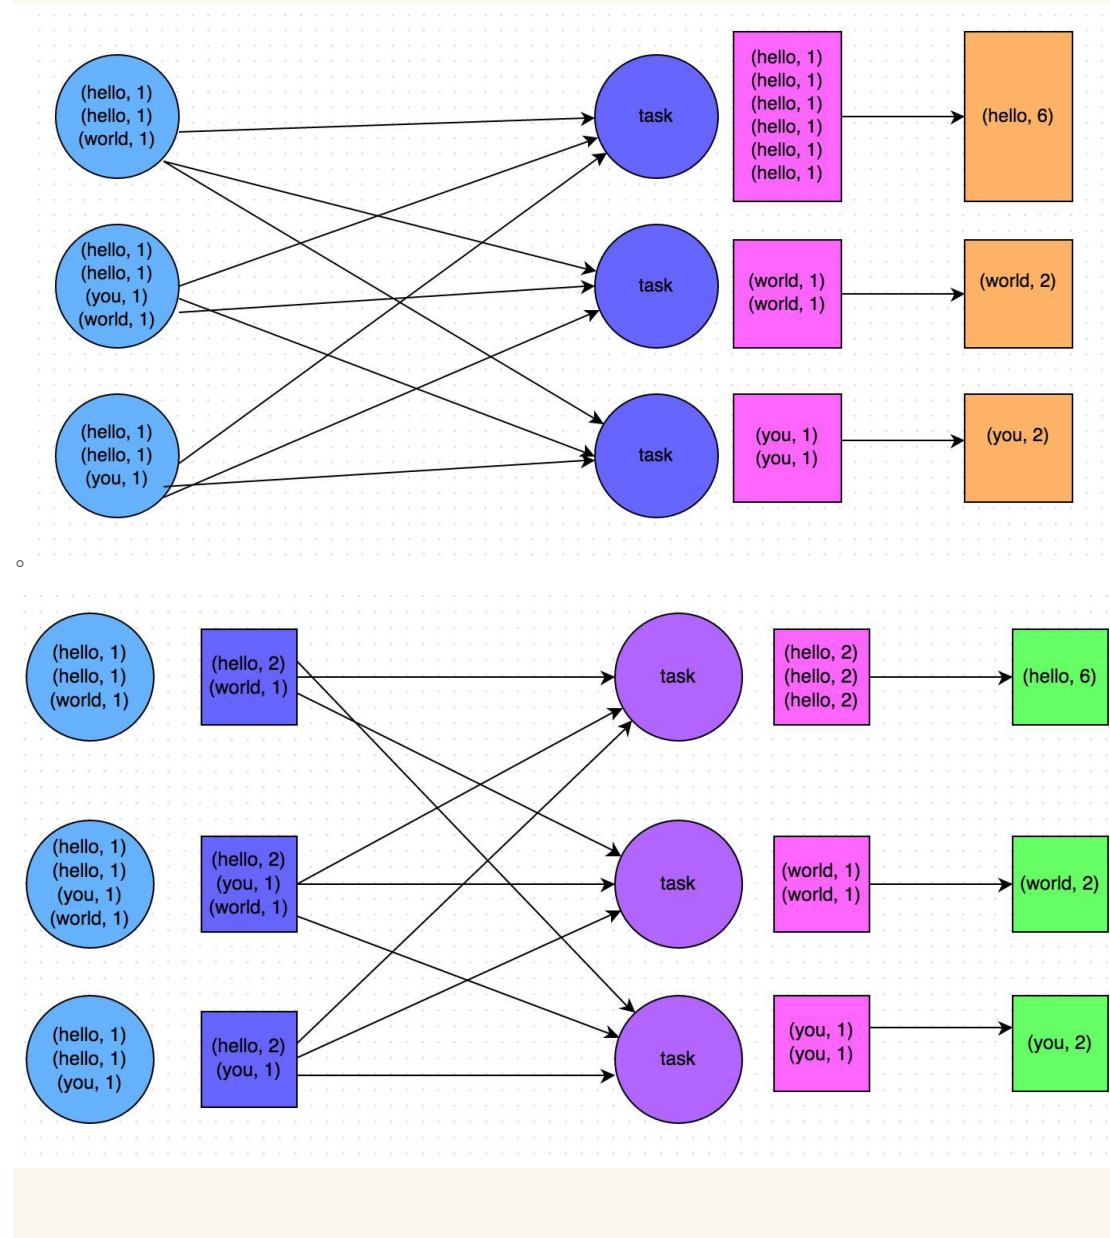 (hello, 1)
(hello, 1)
(world, 1)
task
(hello, 1)
(hello, 1)
(hello, 1)
(hello, 1)
(hello, 1)
(hello, 1)
(hello, 6)
(hello, 1)
(hello, 1)
(you, 1)
(world, 1)
task
(world, 1)
(world, 1)
(world, 2)
(hello, 1)
(hello, 1)
(you, 1)
task
(you, 1)
(you, 1)
(you, 2)
(hello, 1)
(hello, 1)
(world, 1)
(hello, 2)
(world, 1)
task
(hello, 2)
(hello, 2)
(hello, 2)
(hello, 6)
(hello, 1)
(hello, 1)
(you, 1)
(world, 1)
(hello, 2)
(you, 1)
(world, 1)
task
(world, 1)
(world, 1)
(world, 2)
(hello, 1)
(hello, 1)
(you, 1)
(hello, 2)
(you, 1)
task
(you, 1)
(you, 1)
(you, 2)